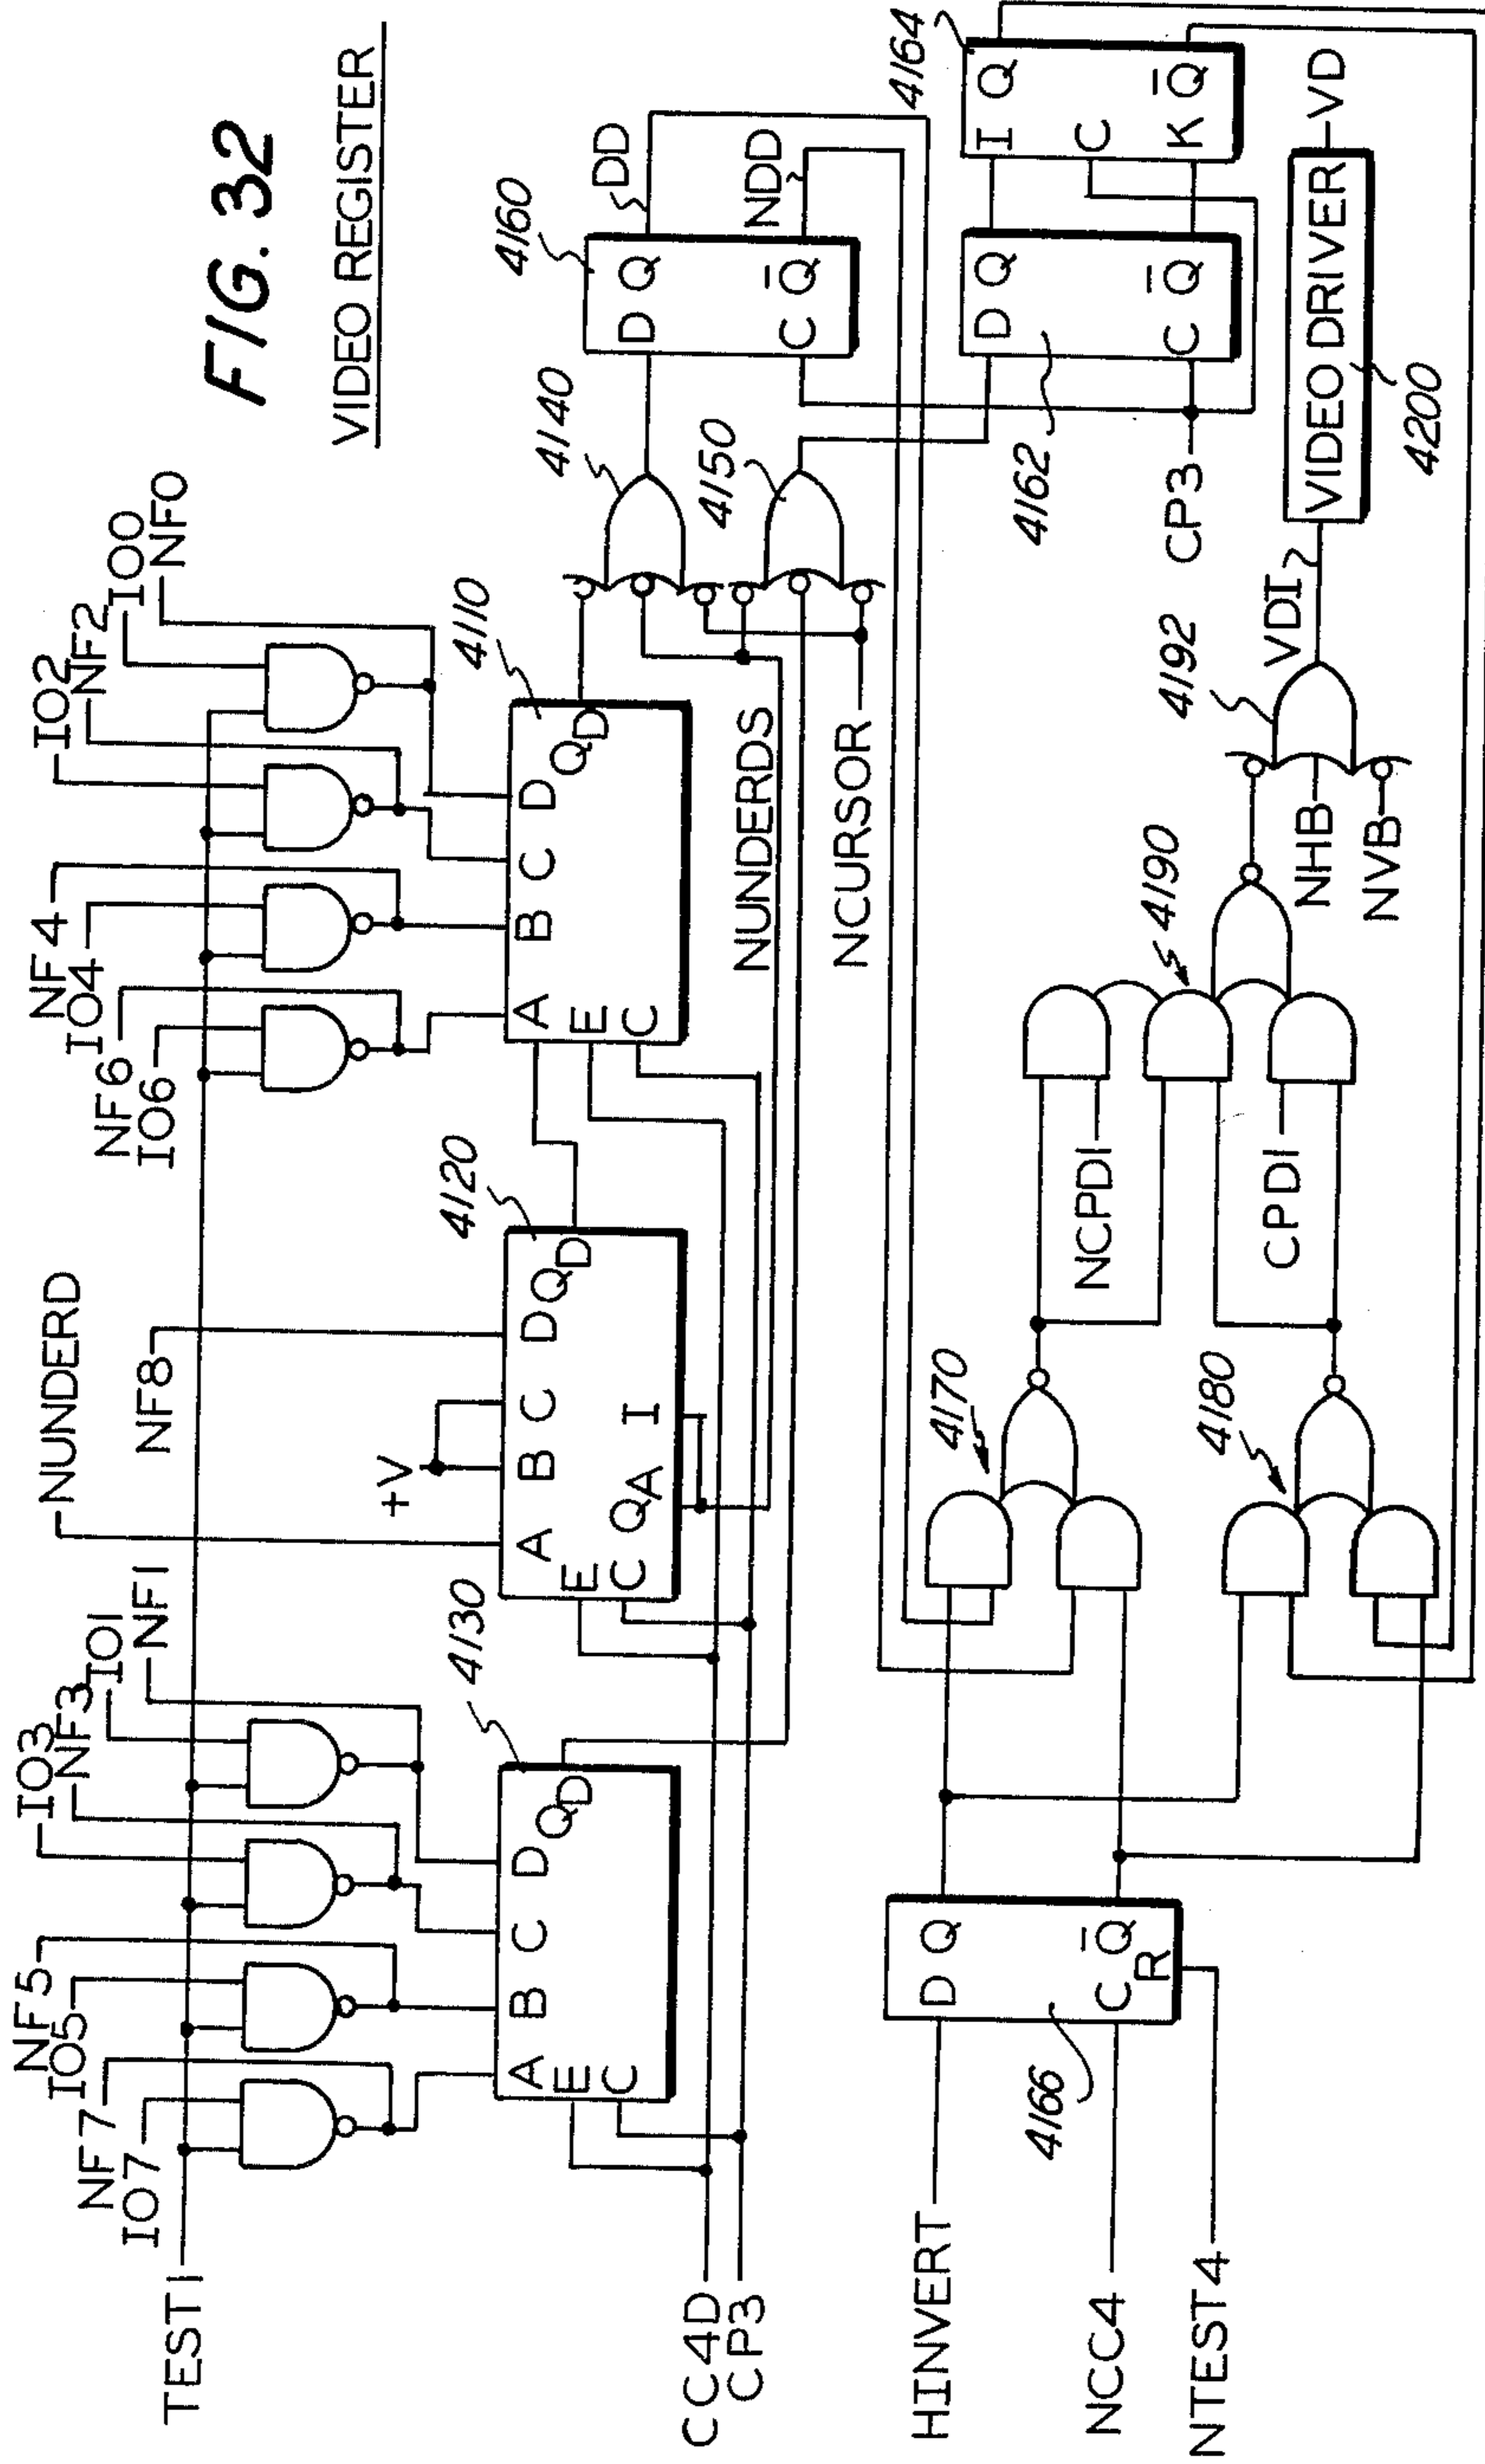 FIG. 32
VIDEO REGISTER
TEST1
NF7
IO7
NF5
IO5
IO3
NF3
IO1
NF1
NUNDERD
NF8
+V
NF6
IO6
NF4
IO4
IO2
NF2
IO0
NF0
A B C D
E
C
QD
4130
A B C D
E
C
QA
I
QD
4120
A B C D
E
C
QD
4110
CC4D
CP3
NUNDERDS
NCURSOR
4140
4150
D Q
C Q̅
4160
DD
NDD
D Q
C Q̅
4162
CP3
I Q
C
K Q̅
4164
HINVERT
NCC4
NTEST4
D Q
C Q̅
R
4166
4170
4180
NCPDI
CPDI
4190
NHB
NVB
4192
VDI
VIDEO DRIVER
4200
VD